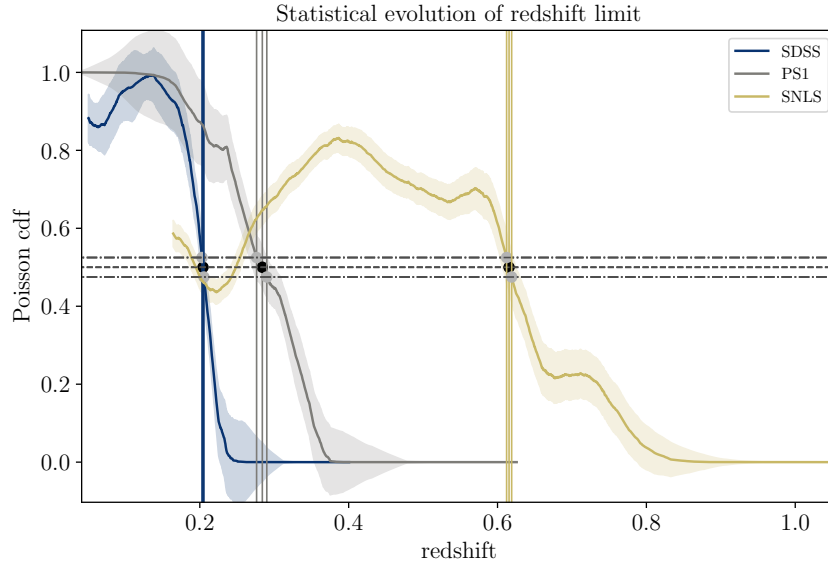 Statistical evolution of redshift limit
SDSS
PS1
SNLS
Poisson cdf
1.0
0.8
0.6
0.4
0.2
0.0
0.2
0.4
0.6
0.8
1.0
redshift